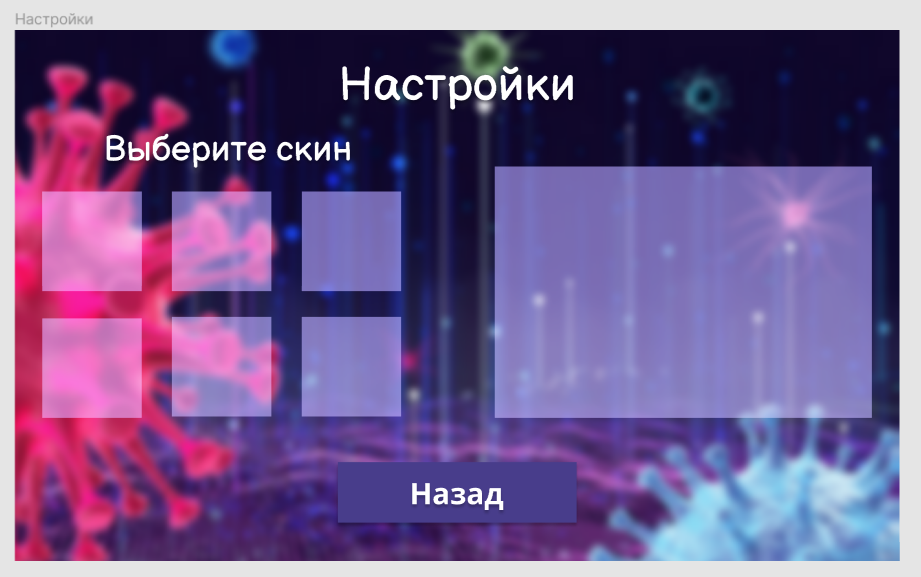 Настройки
Настройки
Выберите скин
Назад